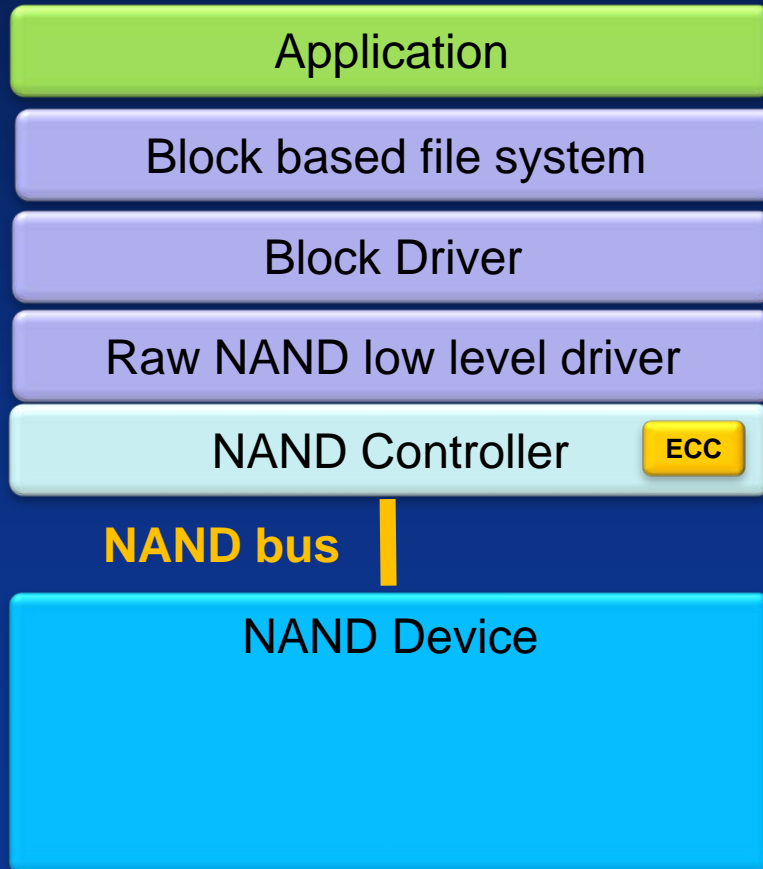 Application
Block based file system
Block Driver
Raw NAND low level driver
NAND Controller
ECC
NAND bus
NAND Device